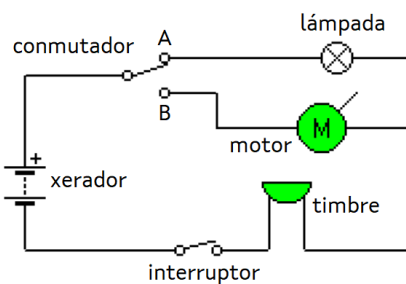 lámpada
conmutador
A
B
M
motor
+
xerador
timbre
interruptor